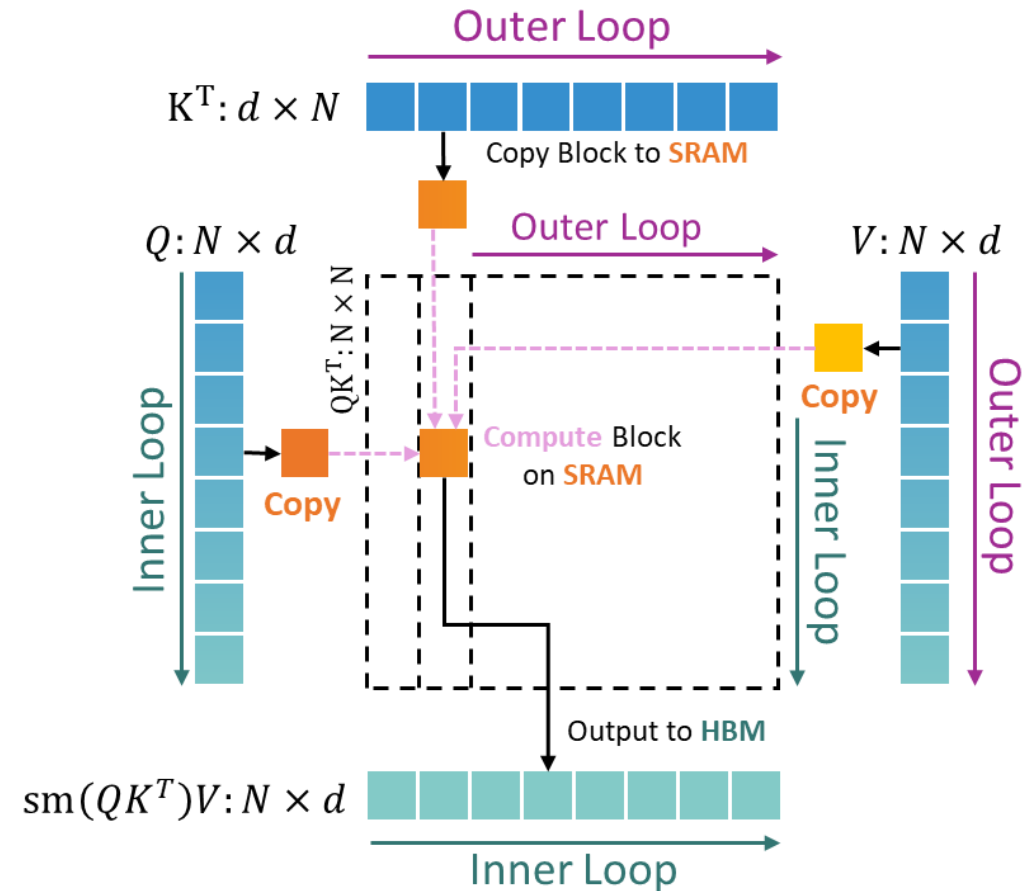 Outer Loop
Kᵀ: d × N
Copy Block to SRAM
Outer Loop
Q: N × d
V: N × d
QKᵀ: N × N
Copy
Compute Block
on SRAM
Copy
Inner Loop
Inner Loop
Outer Loop
Output to HBM
sm(QKᵀ)V: N × d
Inner Loop